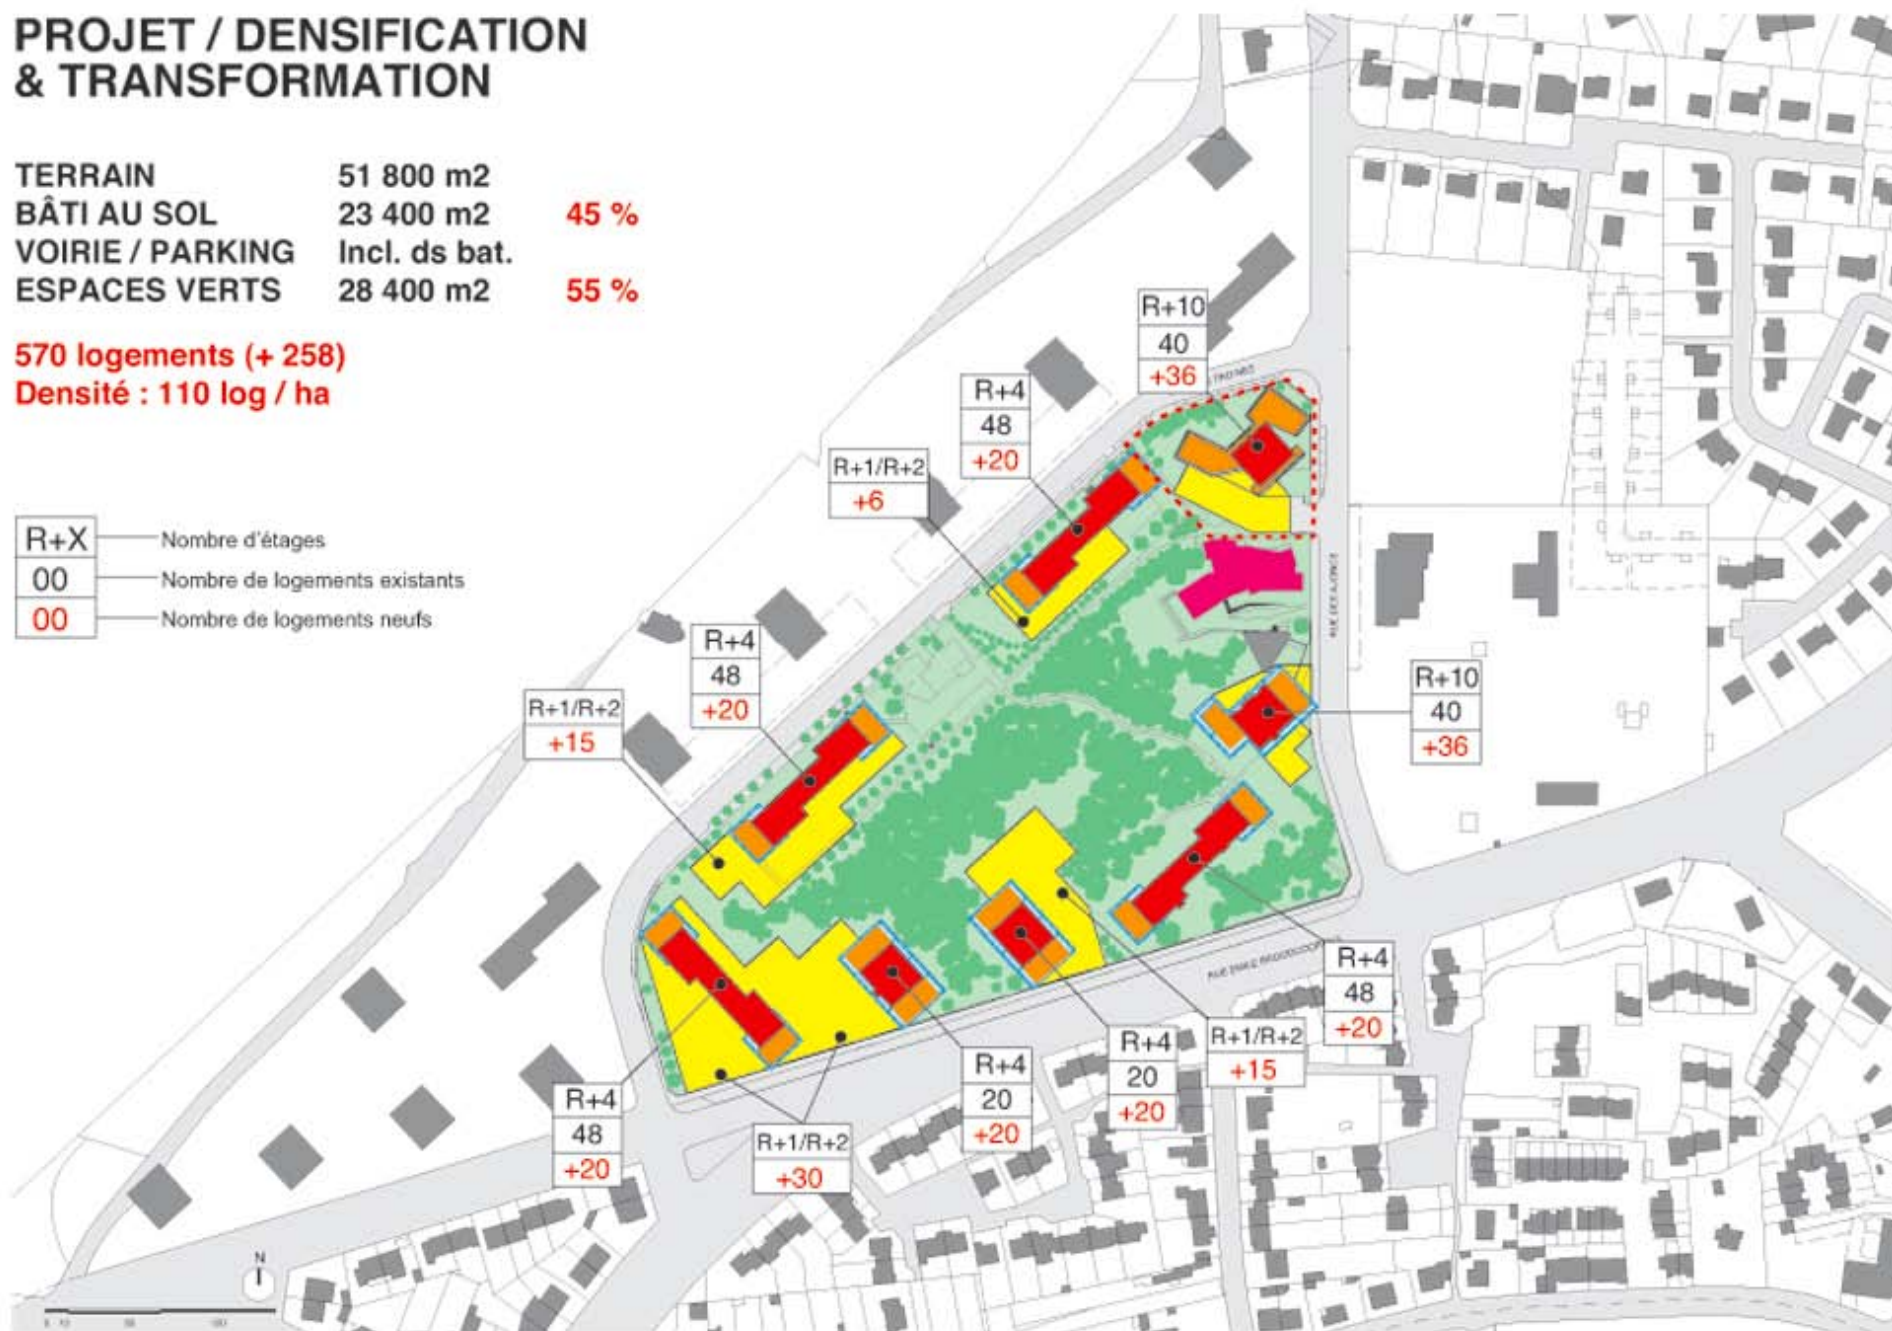 PROJET / DENSIFICATION
& TRANSFORMATION
TERRAIN 51 800 m2
BÂTI AU SOL 23 400 m2 45 %
VOIRIE / PARKING Incl. ds bat.
ESPACES VERTS 28 400 m2 55 %
570 logements (+ 258)
Densité : 110 log / ha
R+X Nombre d'étages
00 Nombre de logements existants
00 Nombre de logements neufs
R+10
40
+36
R+4
48
+20
R+1/R+2
+6
R+4
48
+20
R+1/R+2
+15
R+10
40
+36
RUE DES AJONCS
R+4
48
+20
R+1/R+2
+15
R+4
20
+20
R+4
20
+20
R+4
48
+20
R+1/R+2
+30
RUE
N